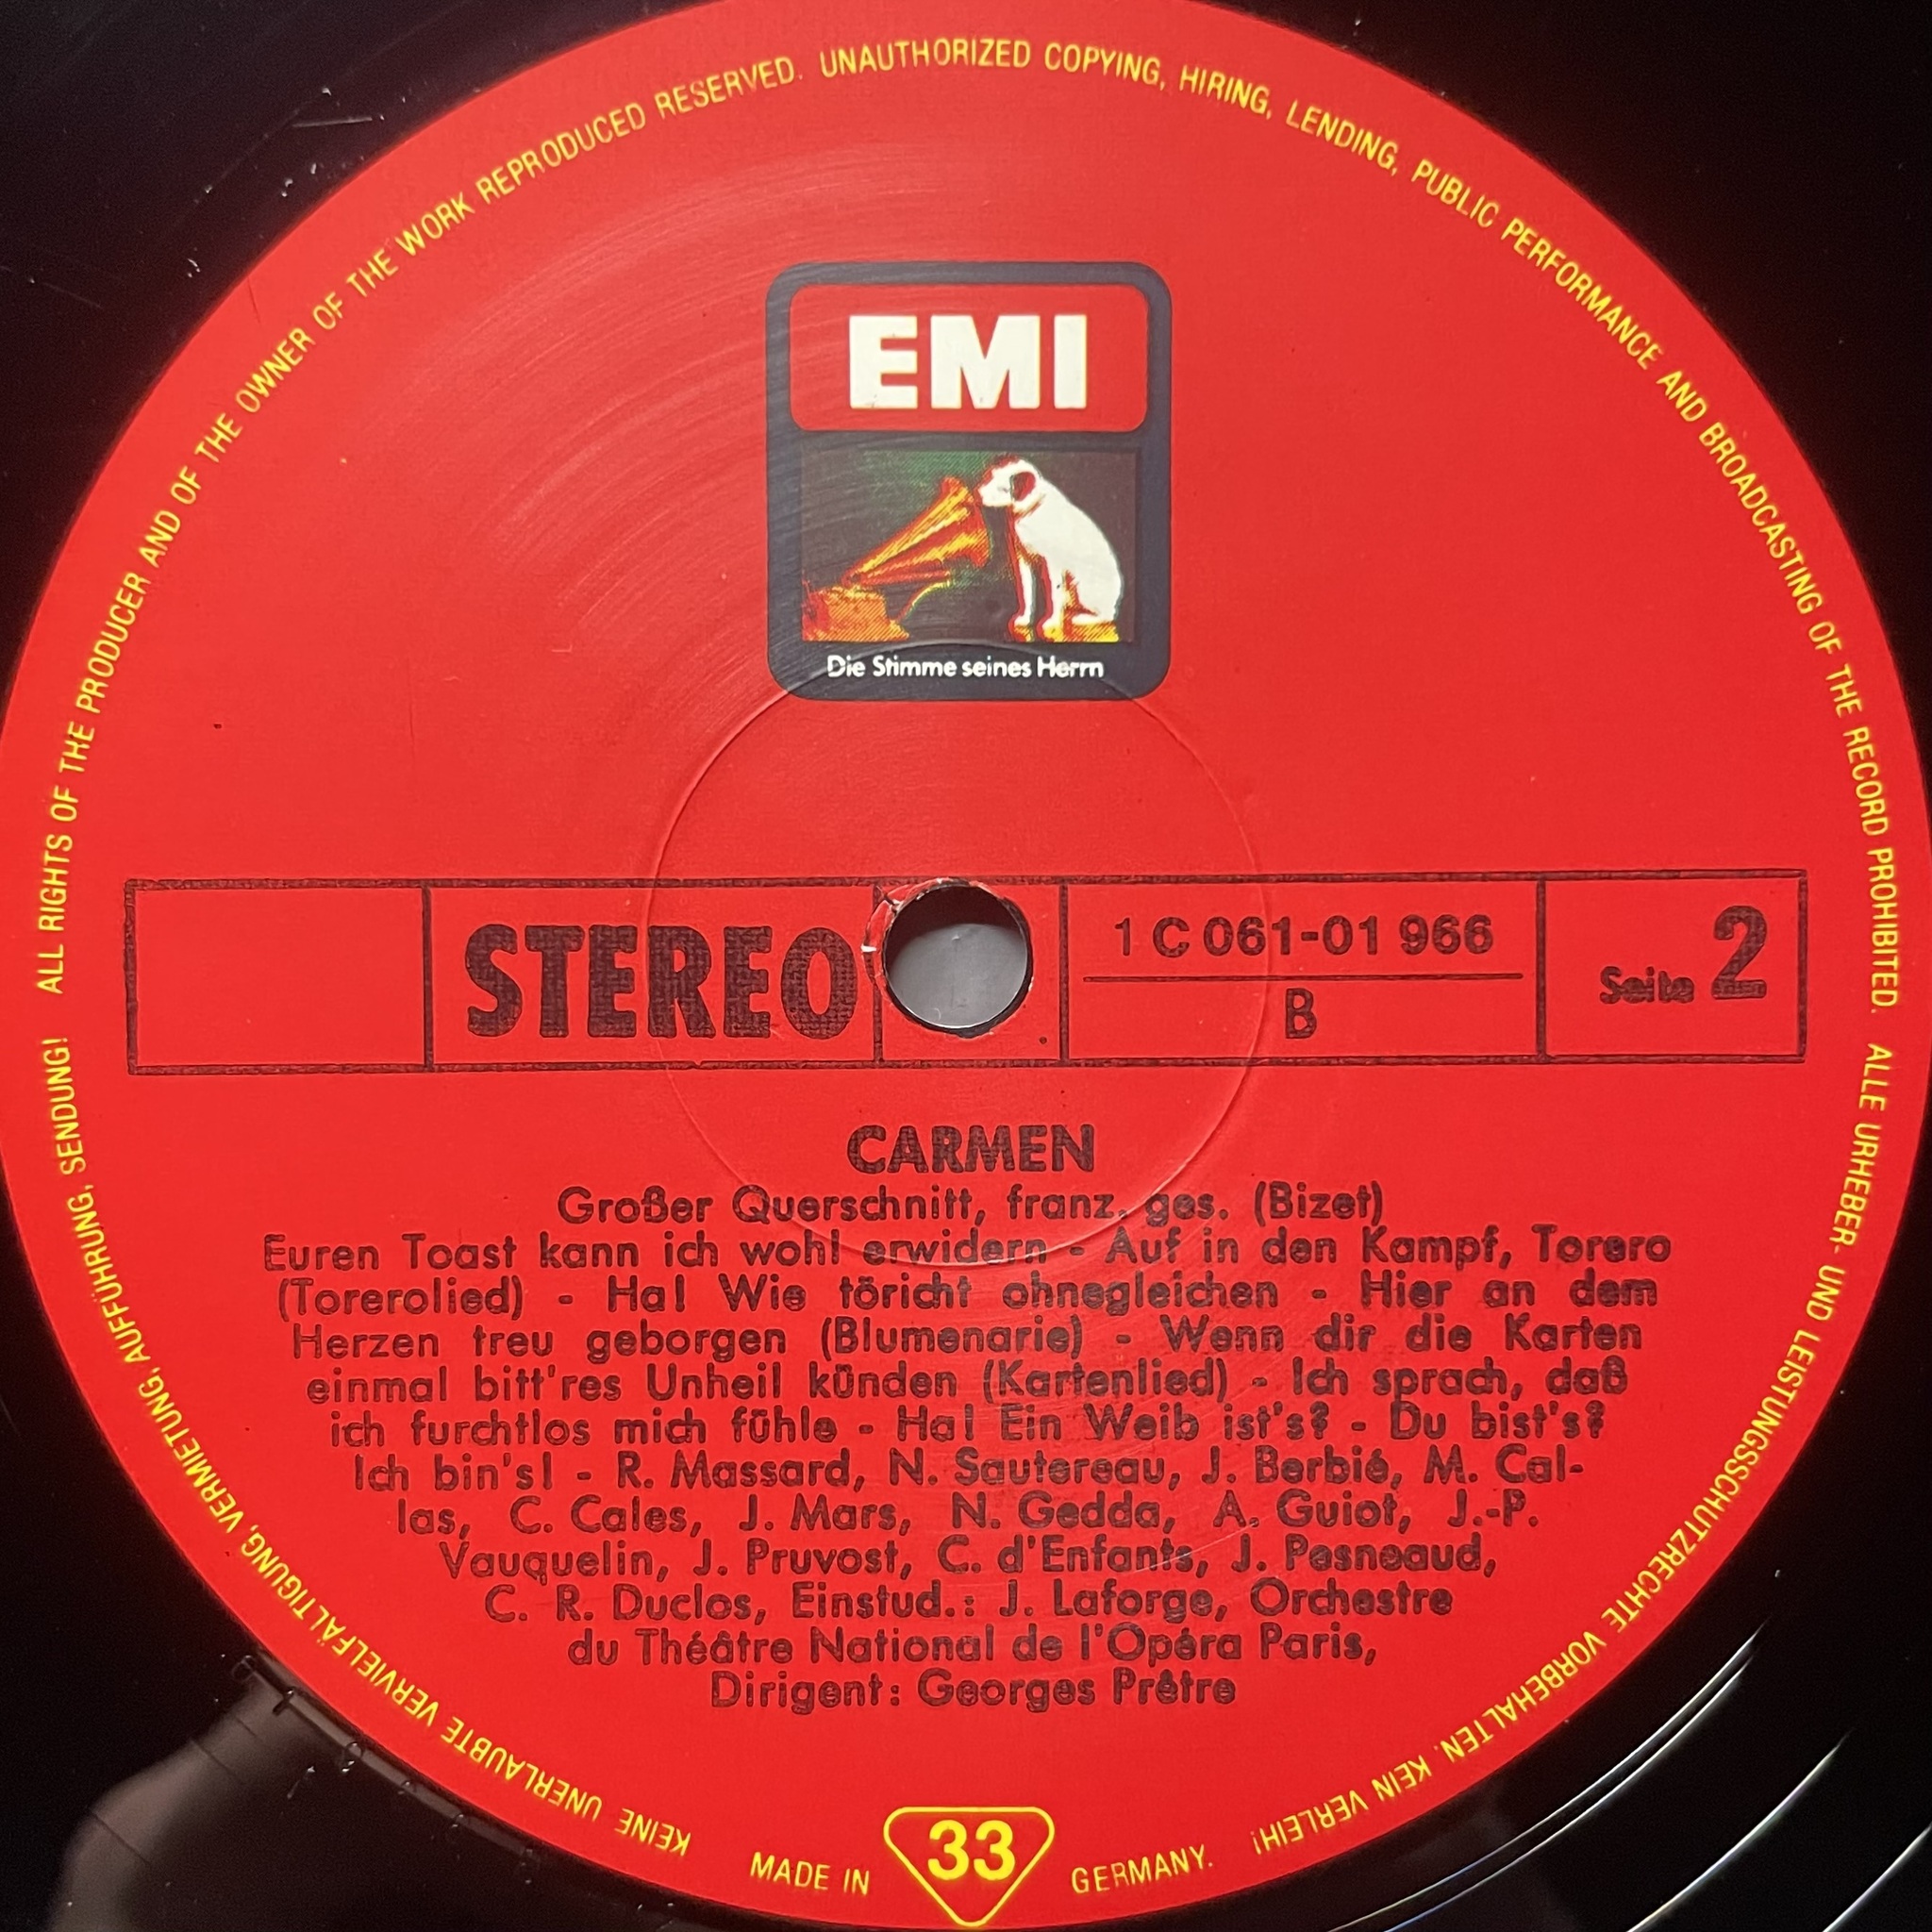 ALL RIGHTS OF THE PRODUCER AND OF THE OWNER OF THE WORK REPRODUCED RESERVED. UNAUTHORIZED COPYING, HIRING, LENDING, PUBLIC PERFORMANCE AND BROADCASTING OF THE RECORD PROHIBITED.
EMI
Die Stimme seines Herrn
STEREO
1 C 061-01 966
B
Seite 2
CARMEN
Großer Querschnitt, franz. ges. (Bizet)
Euren Toast kann ich wohl erwidern - Auf in den Kampf, Torero
(Torerolied) - Ha! Wie töricht ohnegleichen - Hier an dem
Herzen treu geborgen (Blumenarie) - Wenn dir die Karten
einmal bitt'res Unheil künden (Kartenlied) - Ich sprach, daß
ich furchtlos mich fühle - Ha! Ein Weib ist's? - Du bist's?
Ich bin's! - R. Massard, N. Sautereau, J. Berbié, M. Cal-
las, C. Cales, J. Mars, N. Gedda, A. Guiot, J.-P.
Vauquelin, J. Pruvost, C. d'Enfants, J. Pesneaud,
C. R. Duclos, Einstud.: J. Laforge, Orchestre
du Théâtre National de l'Opéra Paris,
Dirigent: Georges Prêtre
ALLE URHEBER- UND LEISTUNGSSCHUTZRECHTE VORBEHALTEN. KEIN VERLEIH!
KEINE UNERLAUBTE VERVIELFÄLTIGUNG, VERMIETUNG, AUFFÜHRUNG, SENDUNG!
MADE IN GERMANY.
33